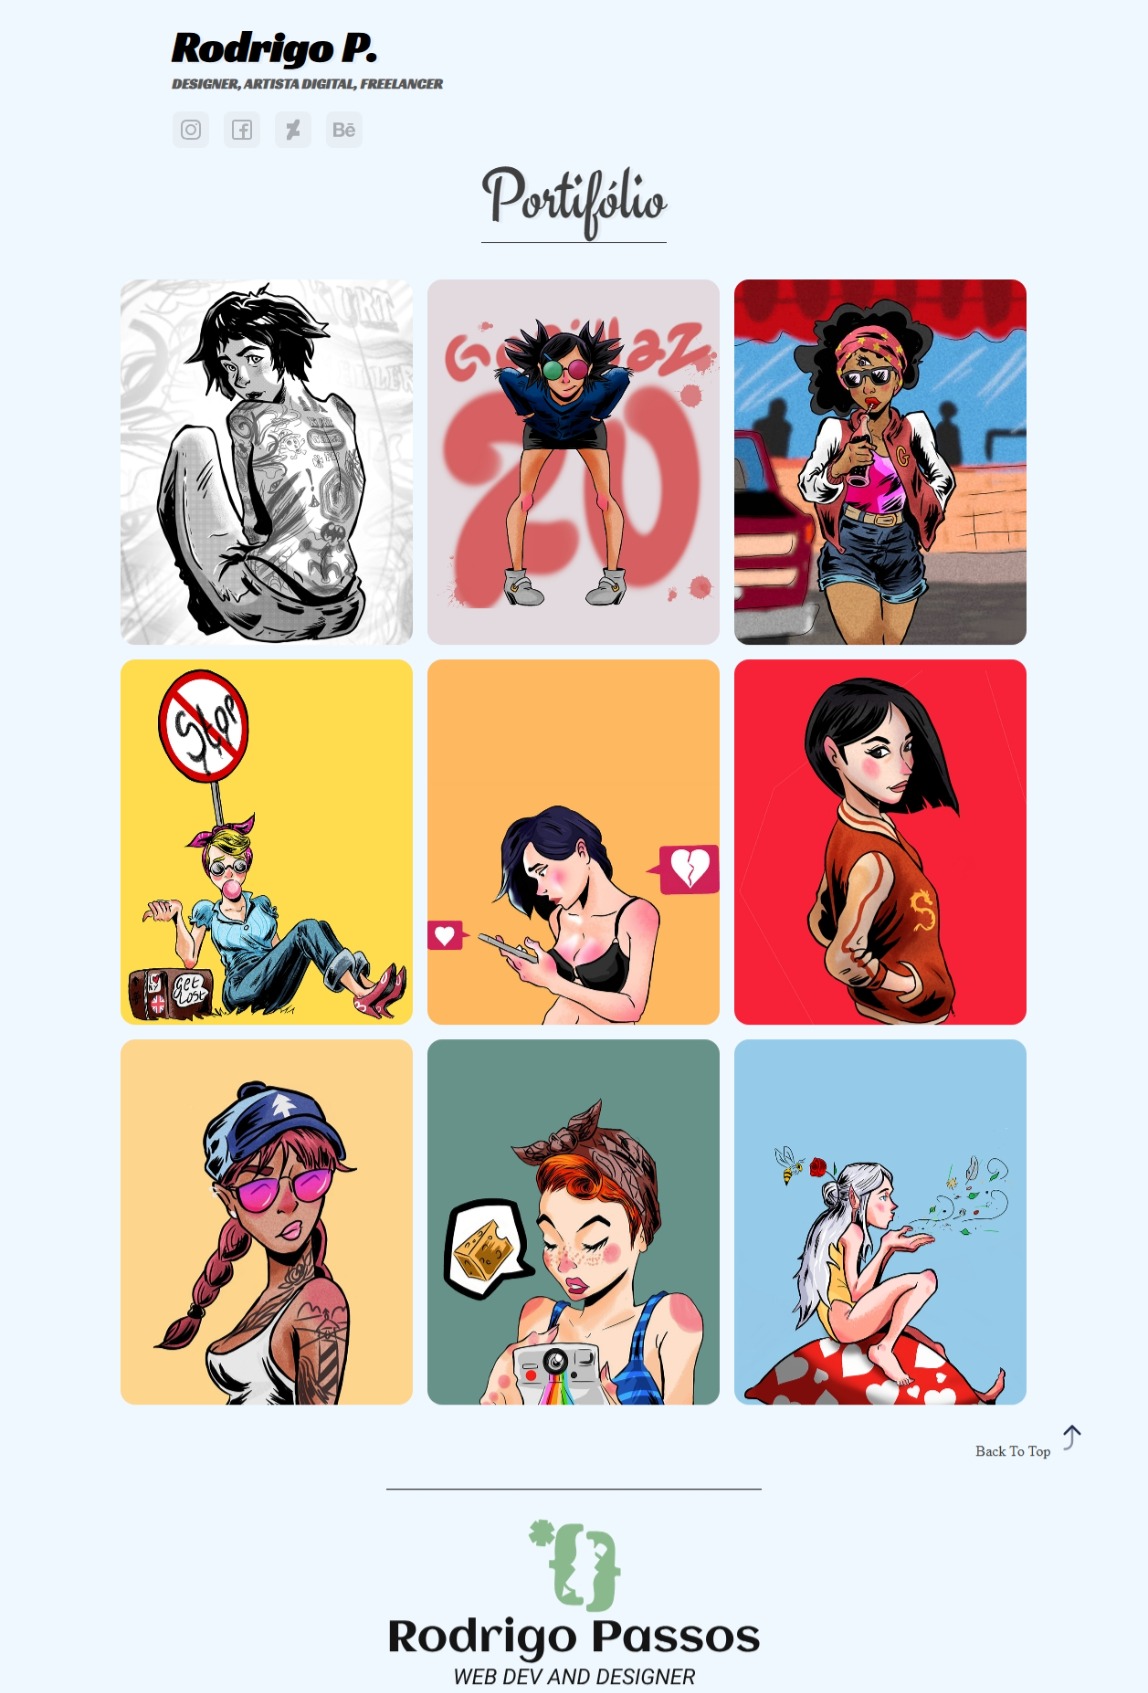 Rodrigo P.
DESIGNER, ARTISTA DIGITAL, FREELANCER
Bē
Portifólio
20
G
STOP
GET
LOST
S
Back To Top
*{}
Rodrigo Passos
WEB DEV AND DESIGNER